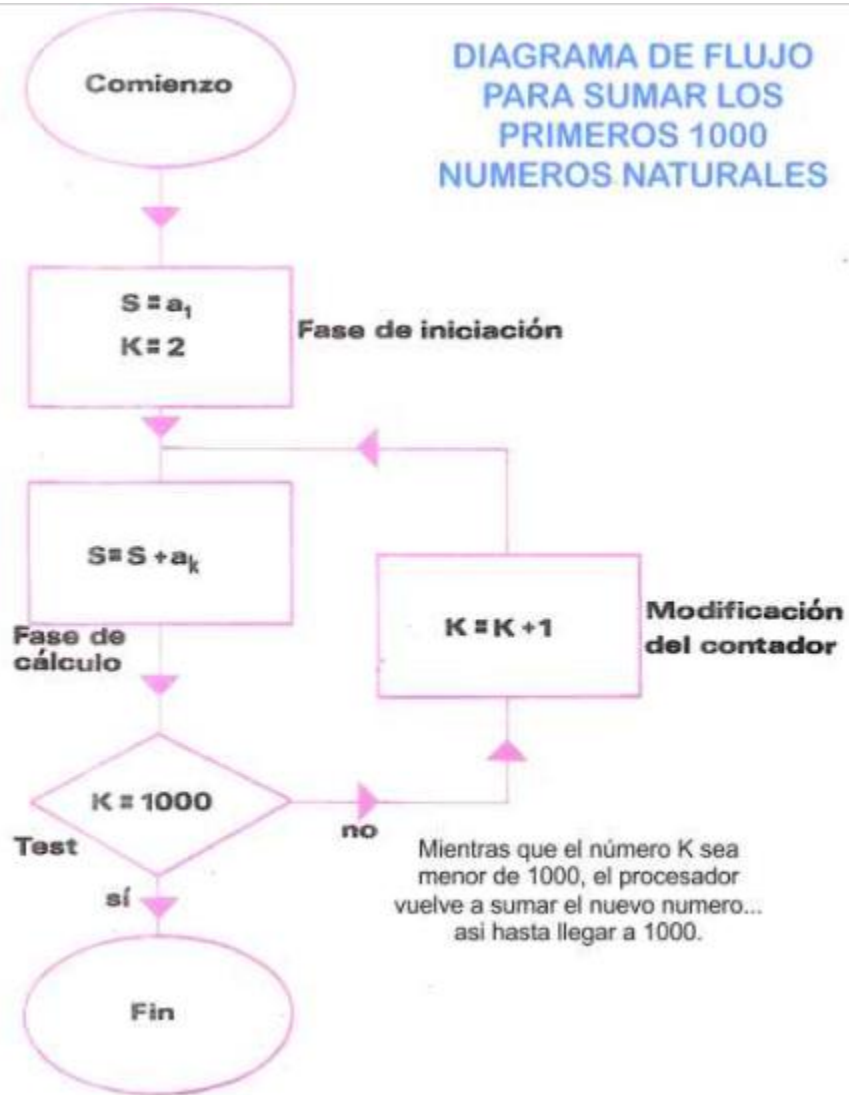 DIAGRAMA DE FLUJO
PARA SUMAR LOS
PRIMEROS 1000
NUMEROS NATURALES
Comienzo
S = a₁
K = 2
Fase de iniciación
S = S + aₖ
Fase de
cálculo
K = K + 1
Modificación
del contador
K = 1000
Test
no
sí
Mientras que el número K sea
menor de 1000, el procesador
vuelve a sumar el nuevo numero...
asi hasta llegar a 1000.
Fin